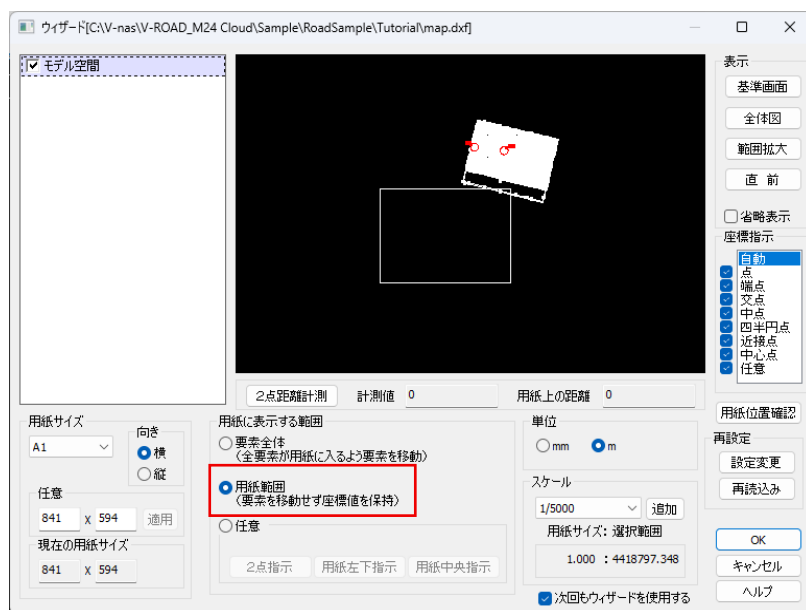 ウィザード[C:\V-nas\V-ROAD_M24 Cloud\Sample\RoadSample\Tutorial\map.dxf]
モデル空間
表示
基準画面
全体図
範囲拡大
直 前
省略表示
座標指示
自動
点
端点
交点
中点
四半円点
近接点
中心点
任意
2点距離計測
計測値
0
用紙上の距離
0
用紙位置確認
用紙サイズ
A1
向き
横
縦
任意
841 x 594
適用
現在の用紙サイズ
841 x 594
用紙に表示する範囲
要素全体
(全要素が用紙に入るよう要素を移動)
用紙範囲
(要素を移動せず座標値を保持)
任意
2点指示
用紙左下指示
用紙中央指示
単位
mm
m
スケール
1/5000
追加
用紙サイズ: 選択範囲
1.000 : 4418797.348
次回もウィザードを使用する
再設定
設定変更
再読込み
OK
キャンセル
ヘルプ